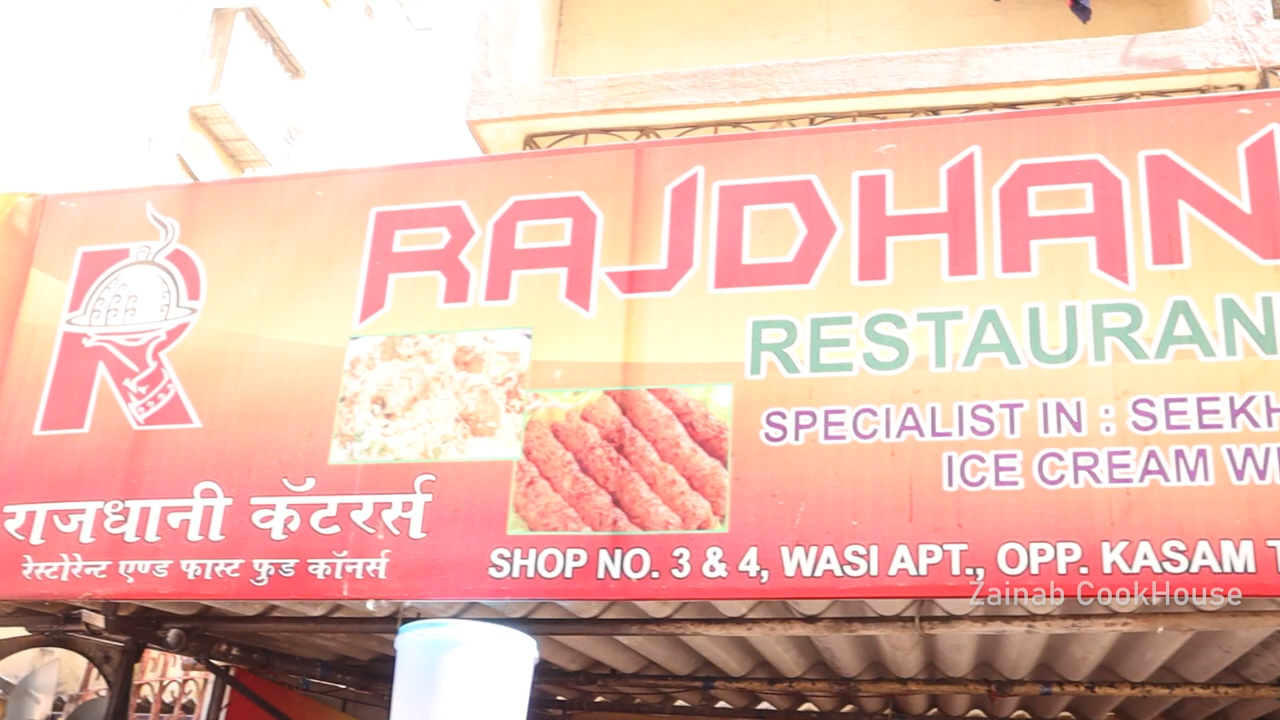 R
RAJDHAN
RESTAURAN
SPECIALIST IN : SEEKH
ICE CREAM WI
राजधानी कॅटरर्स
रेस्टोरेन्ट एण्ड फास्ट फुड कॉनर्स
SHOP NO. 3 & 4, WASI APT., OPP. KASAM T
Zainab CookHouse